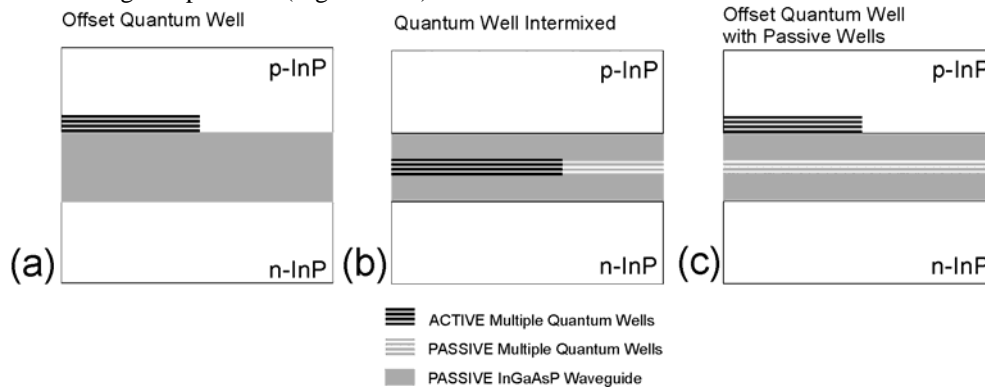 Offset Quantum Well
Quantum Well Intermixed
Offset Quantum Well
with Passive Wells
p-InP
p-InP
p-InP
(a)
n-InP
(b)
n-InP
(c)
n-InP
ACTIVE Multiple Quantum Wells
PASSIVE Multiple Quantum Wells
PASSIVE InGaAsP Waveguide